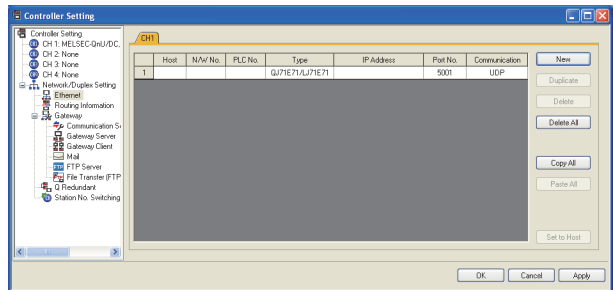 Controller Setting
Controller Setting
CH 1: MELSEC-QnU/DC,
CH 2: None
CH 3: None
CH 4: None
Network/Duplex Setting
Ethernet
Routing Information
Gateway
Communication S
Gateway Server
Gateway Client
Mail
FTP Server
File Transfer (FTP
Q Redundant
Station No. Switching
CH1
Host N/W No. PLC No. Type IP Address Port No. Communication
1 QJ71E71/LJ71E71 5001 UDP
New
Duplicate
Delete
Delete All
Copy All
Paste All
Set to Host
OK Cancel Apply